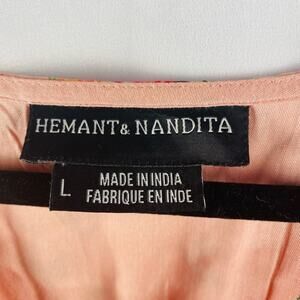 HEMANT & NANDITA
L
MADE IN INDIA
FABRIQUE EN INDE